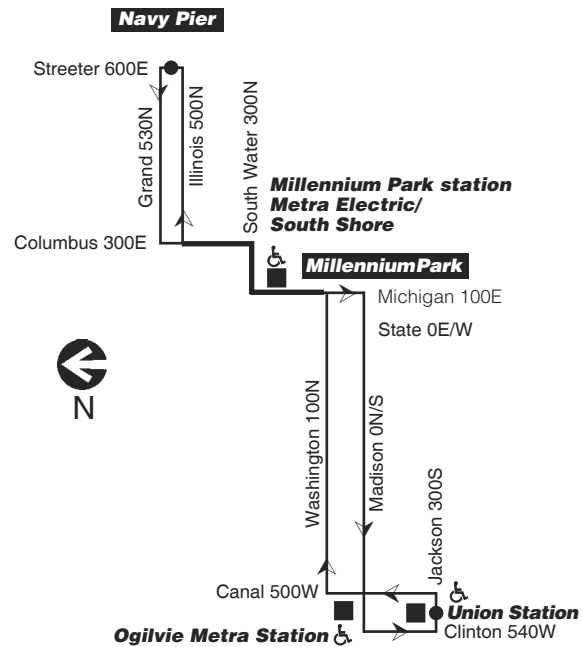 Navy Pier
Streeter 600E
Grand 530N
Illinois 500N
South Water 300N
Millennium Park station
Metra Electric/
South Shore
Columbus 300E
MillenniumPark
Michigan 100E
State 0E/W
N
Washington 100N
Madison 0N/S
Jackson 300S
Canal 500W
Union Station
Ogilvie Metra Station
Clinton 540W